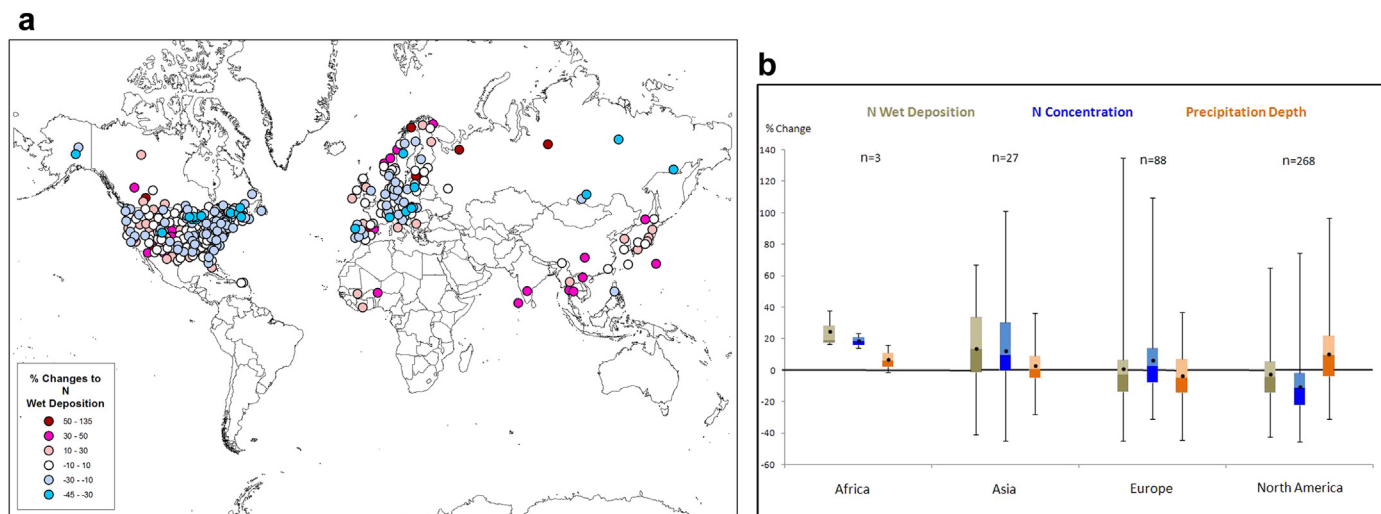 a
% Changes to
N
Wet Deposition
50 - 135
30 - 50
10 - 30
-10 - 10
-30 - -10
-45 - -30
b
N Wet Deposition N Concentration Precipitation Depth
% Change
n=3 n=27 n=88 n=268
140
120
100
80
60
40
20
0
-20
-40
-60
Africa Asia Europe North America